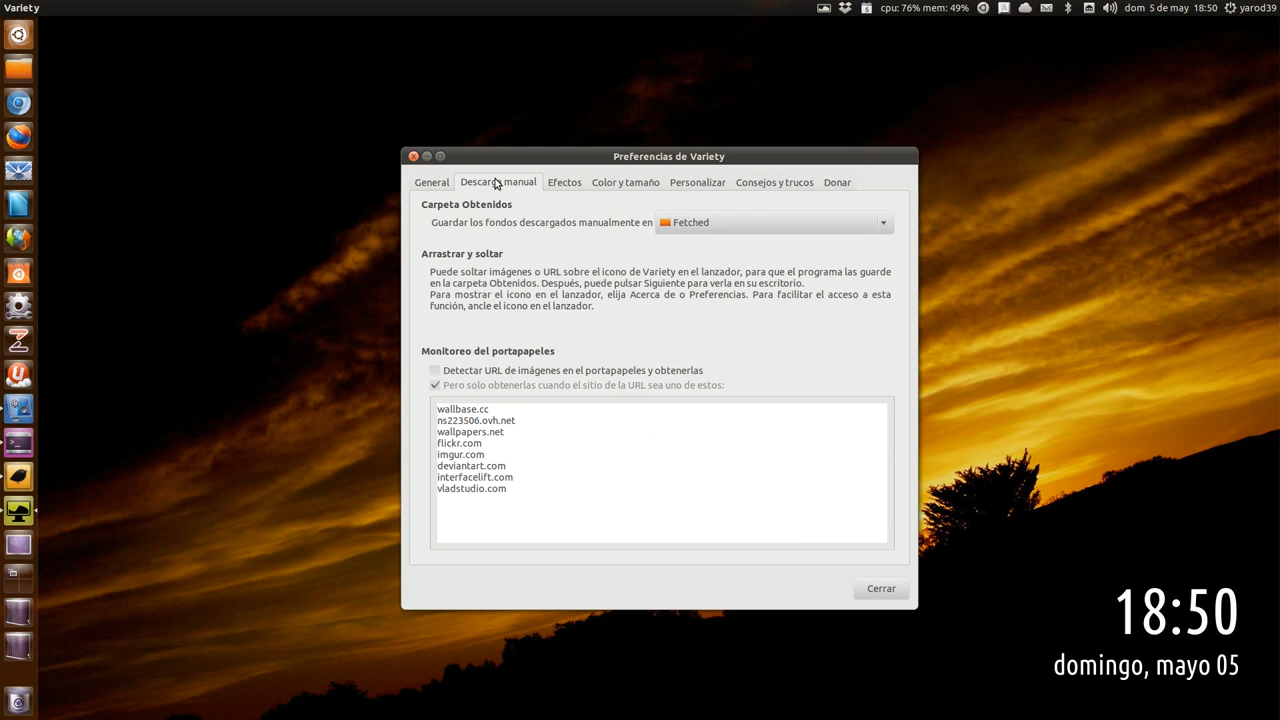 Variety
cpu: 76% mem: 49%
dom 5 de may 18:50
yarod39
Preferencias de Variety
General
Descarga manual
Efectos
Color y tamaño
Personalizar
Consejos y trucos
Donar
Carpeta Obtenidos
Guardar los fondos descargados manualmente en
Fetched
Arrastrar y soltar
Puede soltar imágenes o URL sobre el icono de Variety en el lanzador, para que el programa las guarde
en la carpeta Obtenidos. Después, puede pulsar Siguiente para verla en su escritorio.
Para mostrar el icono en el lanzador, elija Acerca de o Preferencias. Para facilitar el acceso a esta
función, ancle el icono en el lanzador.
Monitoreo del portapapeles
Detectar URL de imágenes en el portapapeles y obtenerlas
Pero solo obtenerlas cuando el sitio de la URL sea uno de estos:
wallbase.cc
ns223506.ovh.net
wallpapers.net
flickr.com
imgur.com
deviantart.com
interfacelift.com
vladstudio.com
Cerrar
18:50
domingo, mayo 05